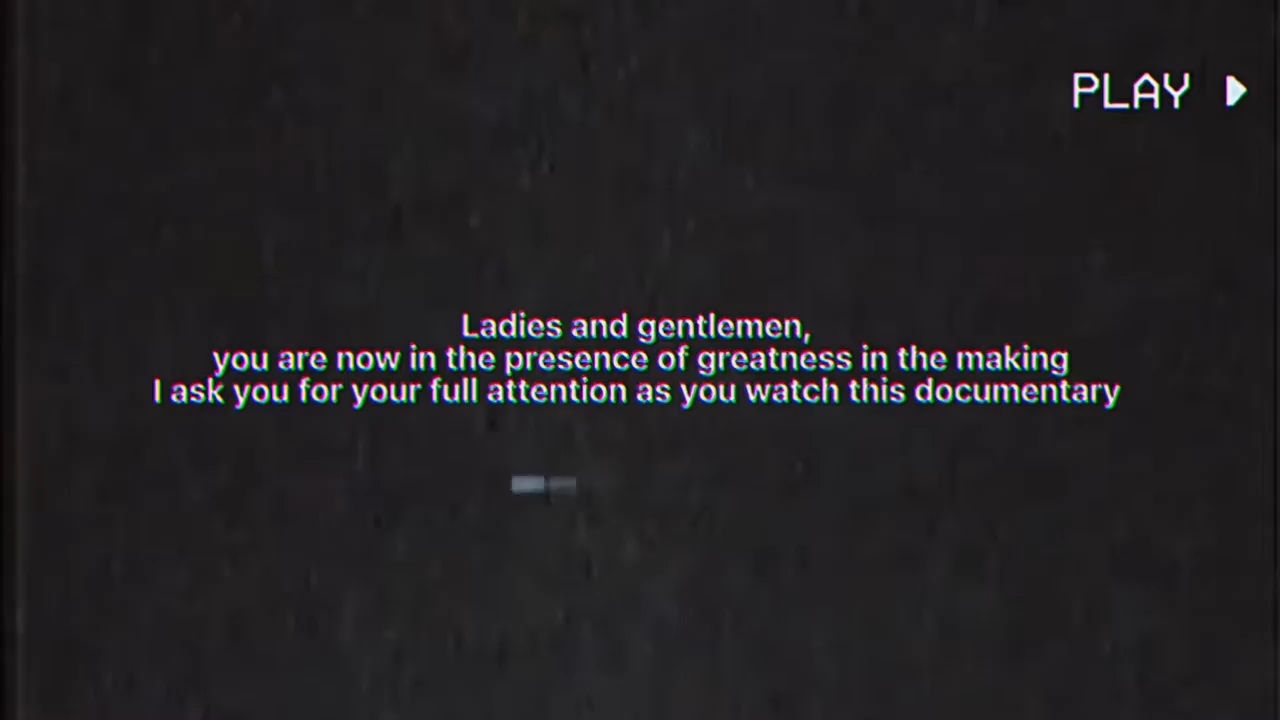 PLAY
Ladies and gentlemen,
you are now in the presence of greatness in the making
I ask you for your full attention as you watch this documentary